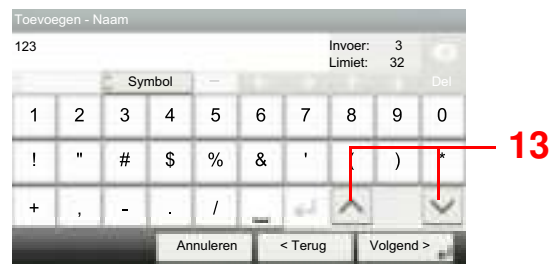 Toevoegen - Naam
123
Invoer: 3
Limiet: 32
Del
Symbol
1 2 3 4 5 6 7 8 9 0
! " # $ % & ' ( ) *
+ , - . / _
13
Annuleren < Terug Volgend >